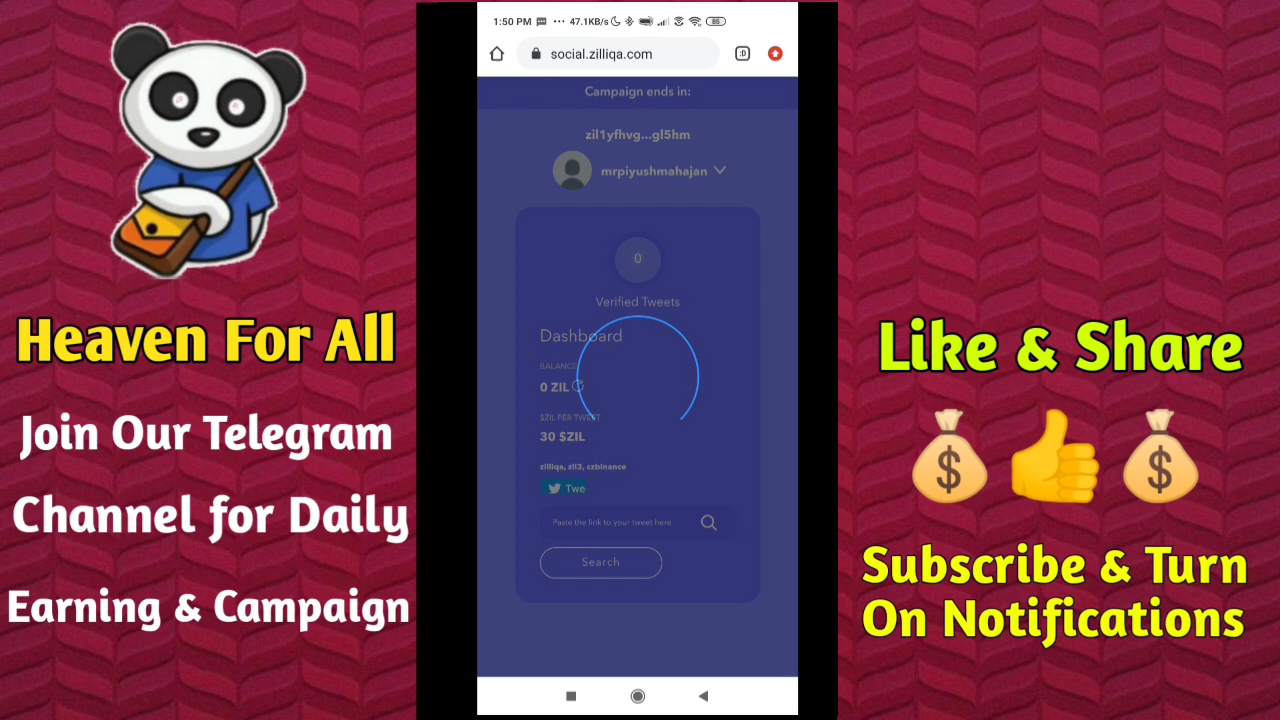 Heaven For All
Join Our Telegram
Channel for Daily
Earning & Campaign
1:50 PM
47.1KB/s
85
social.zilliqa.com
:D
Campaign ends in:
zil1yfhvg...gl5hm
mrpiyushmahajan
0
Verified Tweets
Dashboard
BALANCE
0 ZIL
$ZIL PER TWEET
30 $ZIL
zilliqa, zil3, czbinance
Twe
Paste the link to your tweet here
Search
Like & Share
$ $
Subscribe & Turn
On Notifications